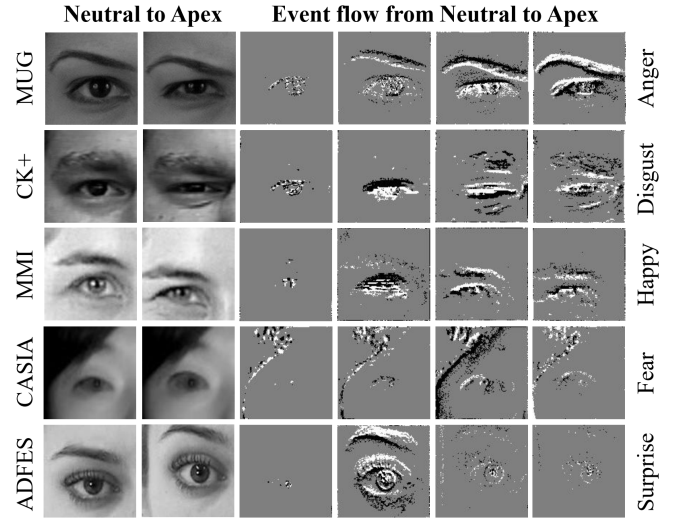 Neutral to Apex Event flow from Neutral to Apex
MUG Anger
CK+ Disgust
MMI Happy
CASIA Fear
ADFES Surprise